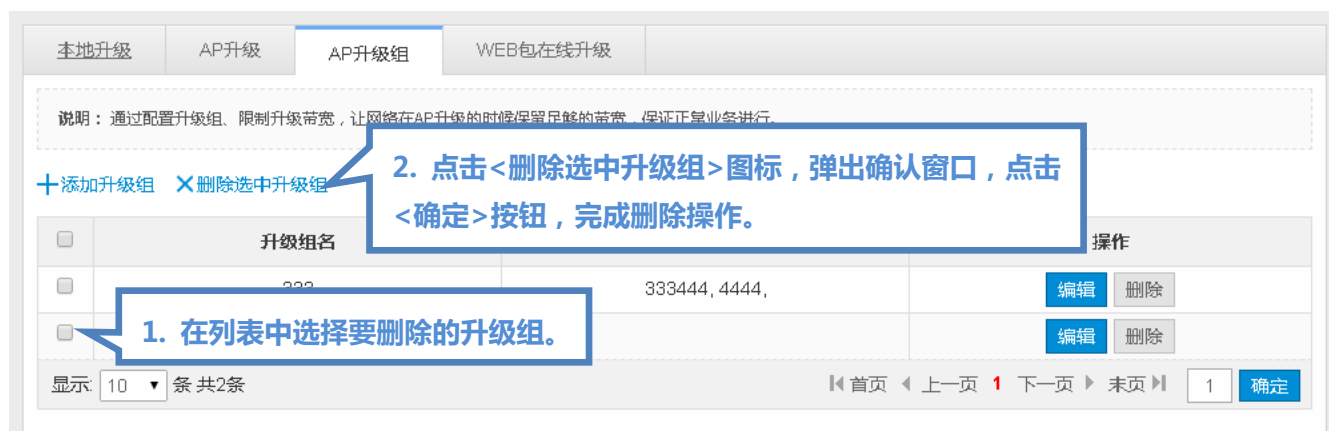 本地升级 AP升级 AP升级组 WEB包在线升级
说明：通过配置升级组、限制升级带宽，让网络在AP升级的时候保留足够的带宽，保证正常业务进行。
2. 点击<删除选中升级组>图标，弹出确认窗口，点击
<确定>按钮，完成删除操作。
添加升级组 删除选中升级组
升级组名 操作
333444, 4444, 编辑 删除
1. 在列表中选择要删除的升级组。
编辑 删除
显示: 10 条 共2条 首页 上一页 1 下一页 末页 1 确定